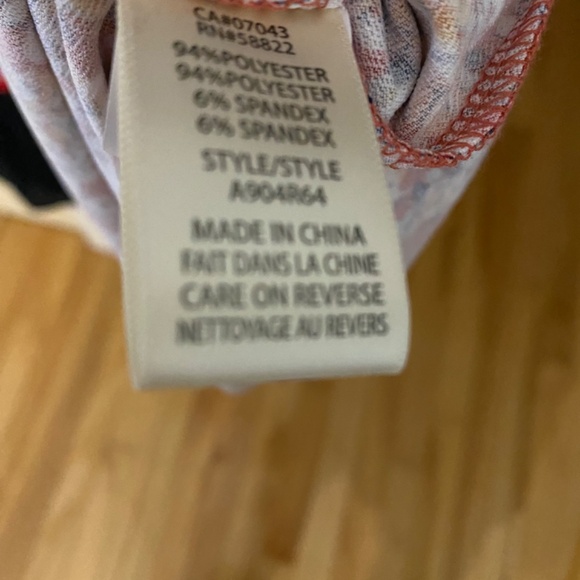 CA#07043
RN#58822
94%POLYESTER
94%POLYESTER
6% SPANDEX
6% SPANDEX
STYLE/STYLE
A904R64
MADE IN CHINA
FAIT DANS LA CHINE
CARE ON REVERSE
NETTOYAGE AU REVERS